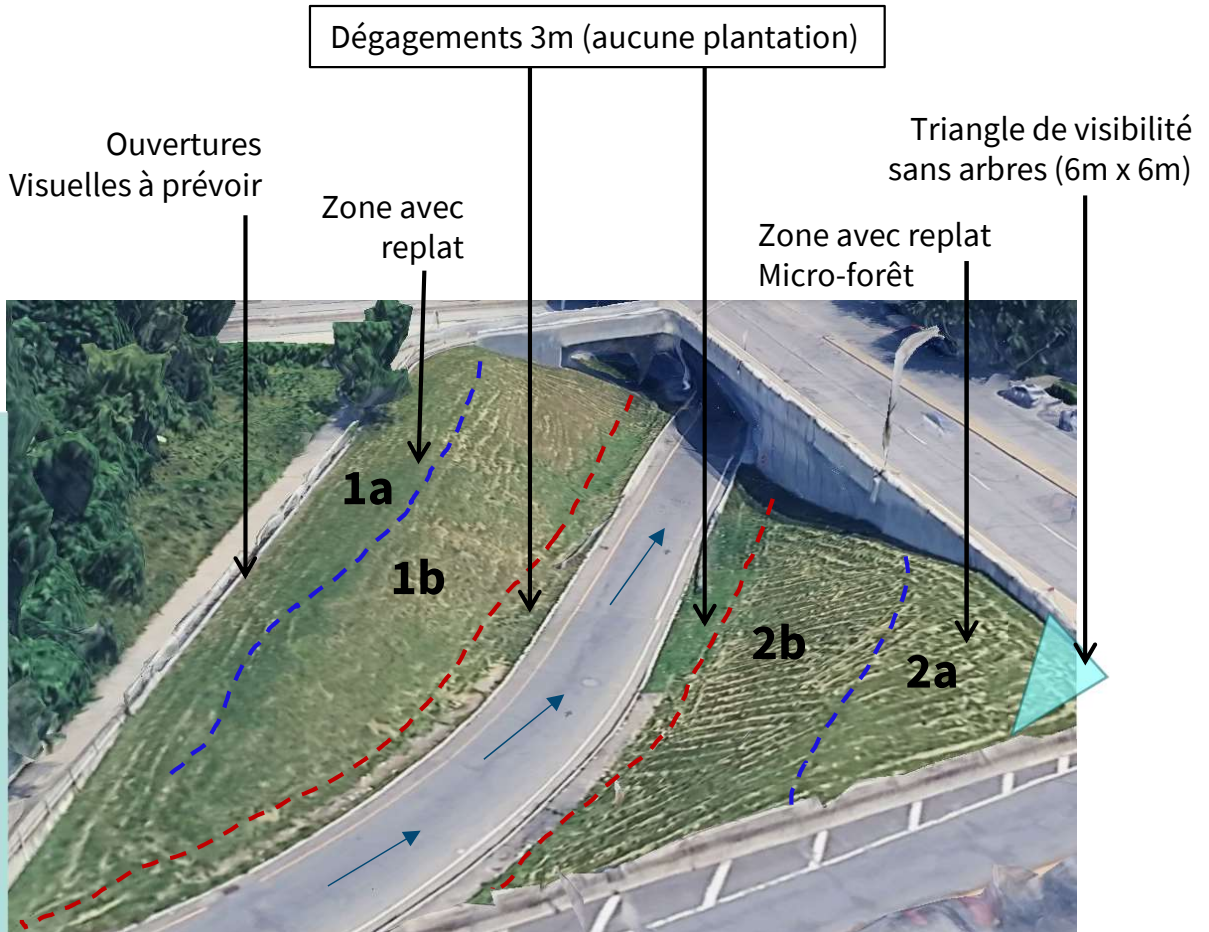 Dégagements 3m (aucune plantation)
Ouvertures
Visuelles à prévoir
Zone avec
replat
Triangle de visibilité
sans arbres (6m x 6m)
Zone avec replat
Micro-forêt
1a
1b
2b
2a